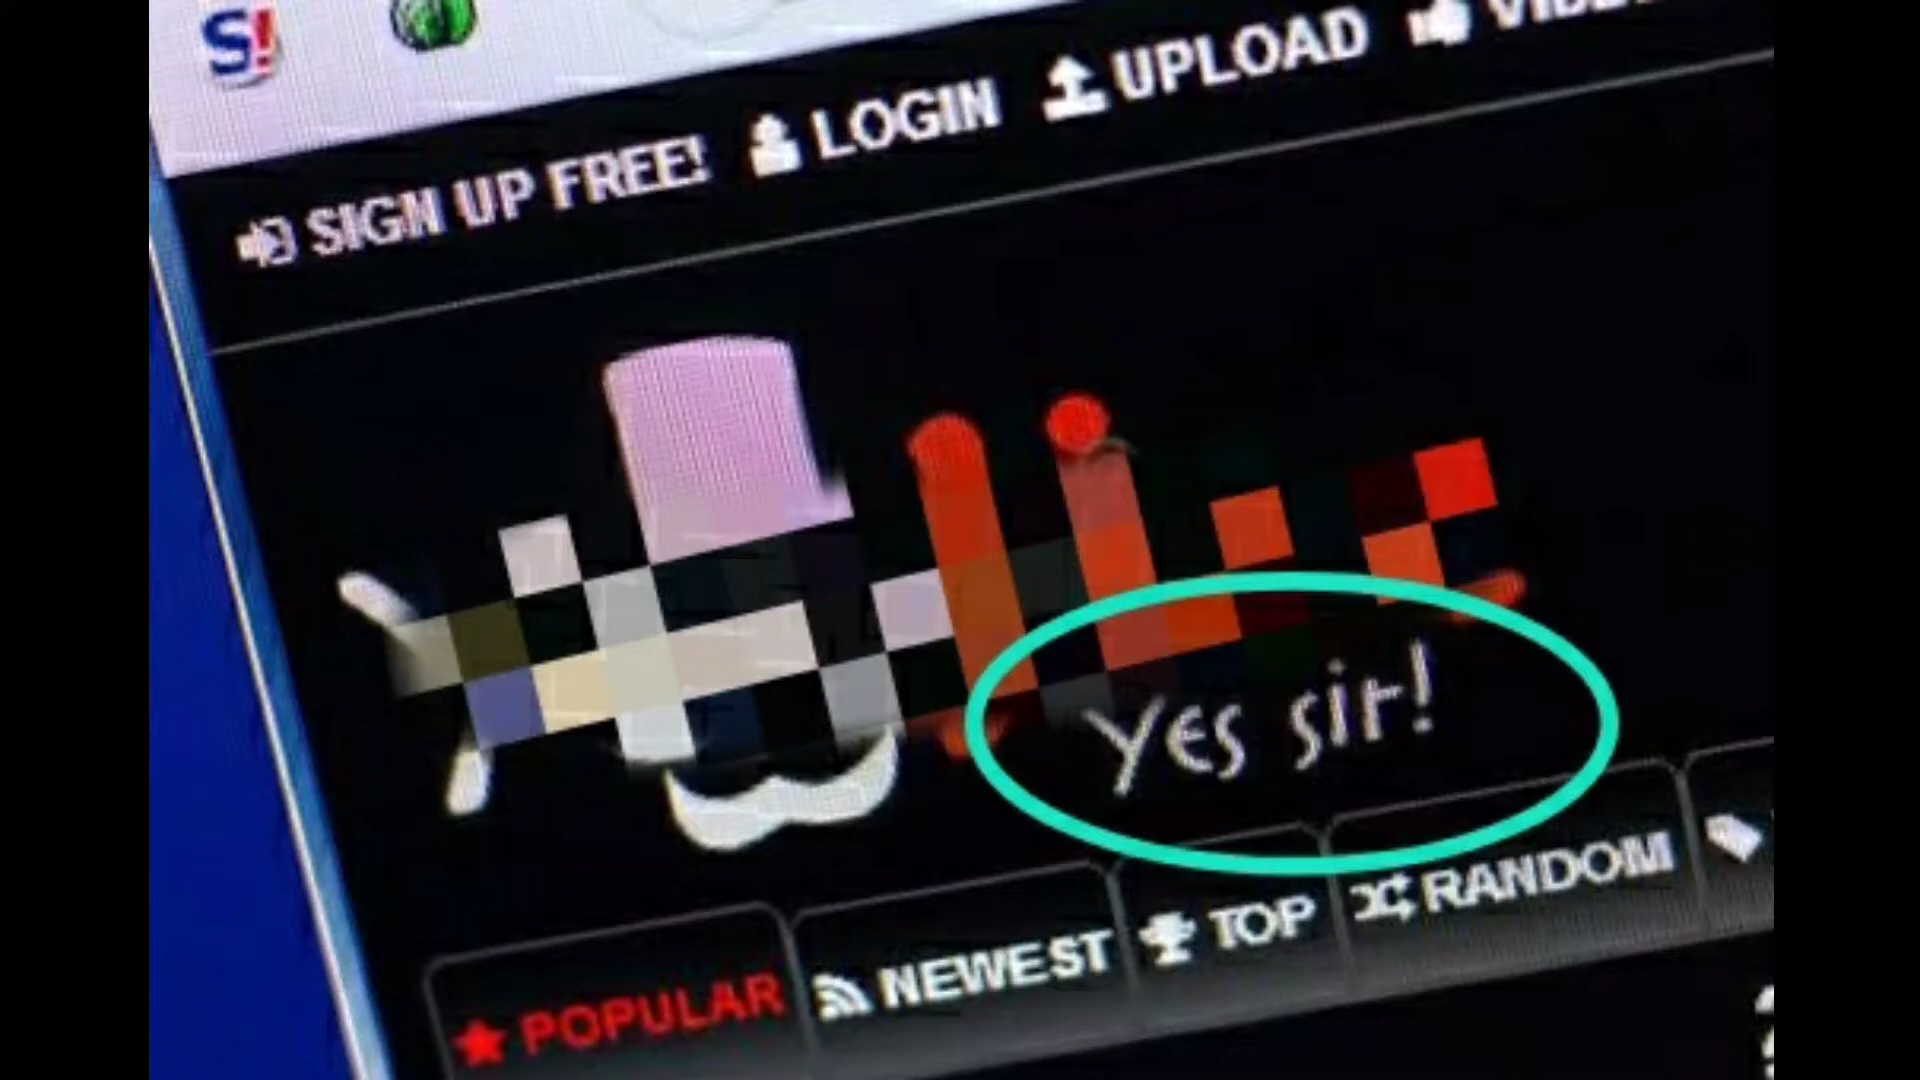 S!
SIGN UP FREE! LOGIN UPLOAD
Yes sir!
POPULAR NEWEST TOP RANDOM